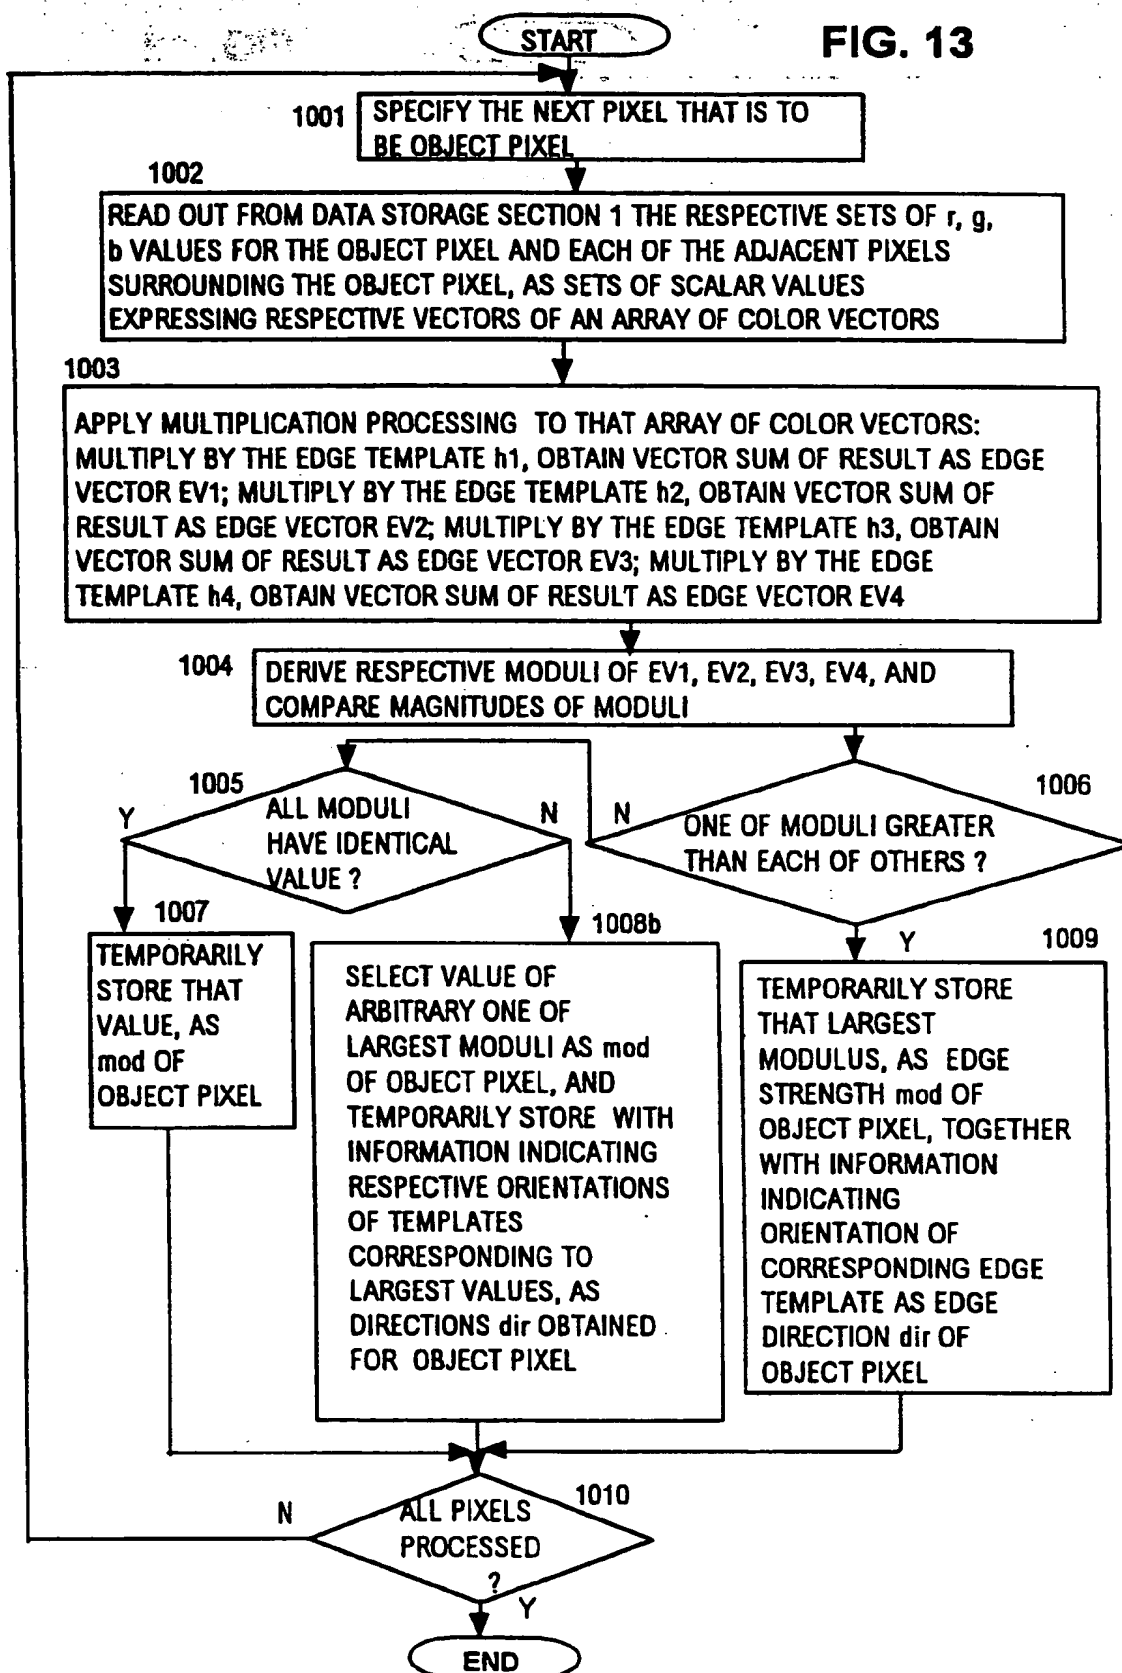 START
FIG. 13
1001
SPECIFY THE NEXT PIXEL THAT IS TO
BE OBJECT PIXEL
1002
READ OUT FROM DATA STORAGE SECTION 1 THE RESPECTIVE SETS OF r, g,
b VALUES FOR THE OBJECT PIXEL AND EACH OF THE ADJACENT PIXELS
SURROUNDING THE OBJECT PIXEL, AS SETS OF SCALAR VALUES
EXPRESSING RESPECTIVE VECTORS OF AN ARRAY OF COLOR VECTORS
1003
APPLY MULTIPLICATION PROCESSING TO THAT ARRAY OF COLOR VECTORS:
MULTIPLY BY THE EDGE TEMPLATE h1, OBTAIN VECTOR SUM OF RESULT AS EDGE
VECTOR EV1; MULTIPLY BY THE EDGE TEMPLATE h2, OBTAIN VECTOR SUM OF
RESULT AS EDGE VECTOR EV2; MULTIPLY BY THE EDGE TEMPLATE h3, OBTAIN
VECTOR SUM OF RESULT AS EDGE VECTOR EV3; MULTIPLY BY THE EDGE
TEMPLATE h4, OBTAIN VECTOR SUM OF RESULT AS EDGE VECTOR EV4
1004
DERIVE RESPECTIVE MODULI OF EV1, EV2, EV3, EV4, AND
COMPARE MAGNITUDES OF MODULI
1005
ALL MODULI
HAVE IDENTICAL
VALUE ?
Y
N
1006
ONE OF MODULI GREATER
THAN EACH OF OTHERS ?
N
Y
1007
TEMPORARILY
STORE THAT
VALUE, AS
mod OF
OBJECT PIXEL
1008b
SELECT VALUE OF
ARBITRARY ONE OF
LARGEST MODULI AS mod
OF OBJECT PIXEL, AND
TEMPORARILY STORE WITH
INFORMATION INDICATING
RESPECTIVE ORIENTATIONS
OF TEMPLATES
CORRESPONDING TO
LARGEST VALUES, AS
DIRECTIONS dir OBTAINED
FOR OBJECT PIXEL
1009
TEMPORARILY STORE
THAT LARGEST
MODULUS, AS EDGE
STRENGTH mod OF
OBJECT PIXEL, TOGETHER
WITH INFORMATION
INDICATING
ORIENTATION OF
CORRESPONDING EDGE
TEMPLATE AS EDGE
DIRECTION dir OF
OBJECT PIXEL
1010
ALL PIXELS
PROCESSED
?
N
Y
END